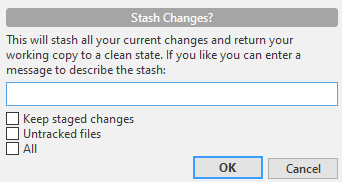 Stash Changes?
This will stash all your current changes and return your
working copy to a clean state. If you like you can enter a
message to describe the stash:
Keep staged changes
Untracked files
All
OK
Cancel